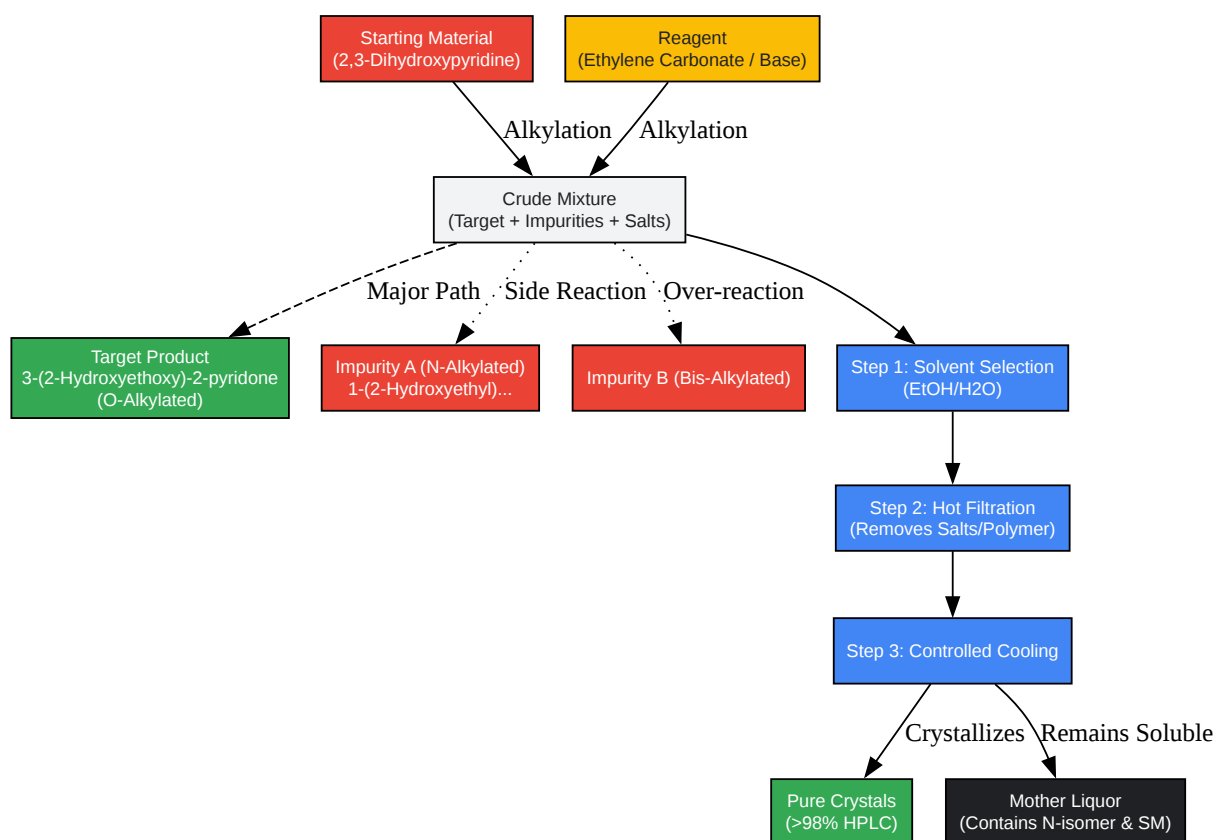 Starting Material
(2,3-Dihydroxypyridine)
Reagent
(Ethylene Carbonate / Base)
Alkylation
Alkylation
Crude Mixture
(Target + Impurities + Salts)
Major Path
Side Reaction
Over-reaction
Target Product
3-(2-Hydroxyethoxy)-2-pyridone
(O-Alkylated)
Impurity A (N-Alkylated)
1-(2-Hydroxyethyl)...
Impurity B (Bis-Alkylated)
Step 1: Solvent Selection
(EtOH/H2O)
Step 2: Hot Filtration
(Removes Salts/Polymer)
Step 3: Controlled Cooling
Crystallizes
Remains Soluble
Pure Crystals
(>98% HPLC)
Mother Liquor
(Contains N-isomer & SM)